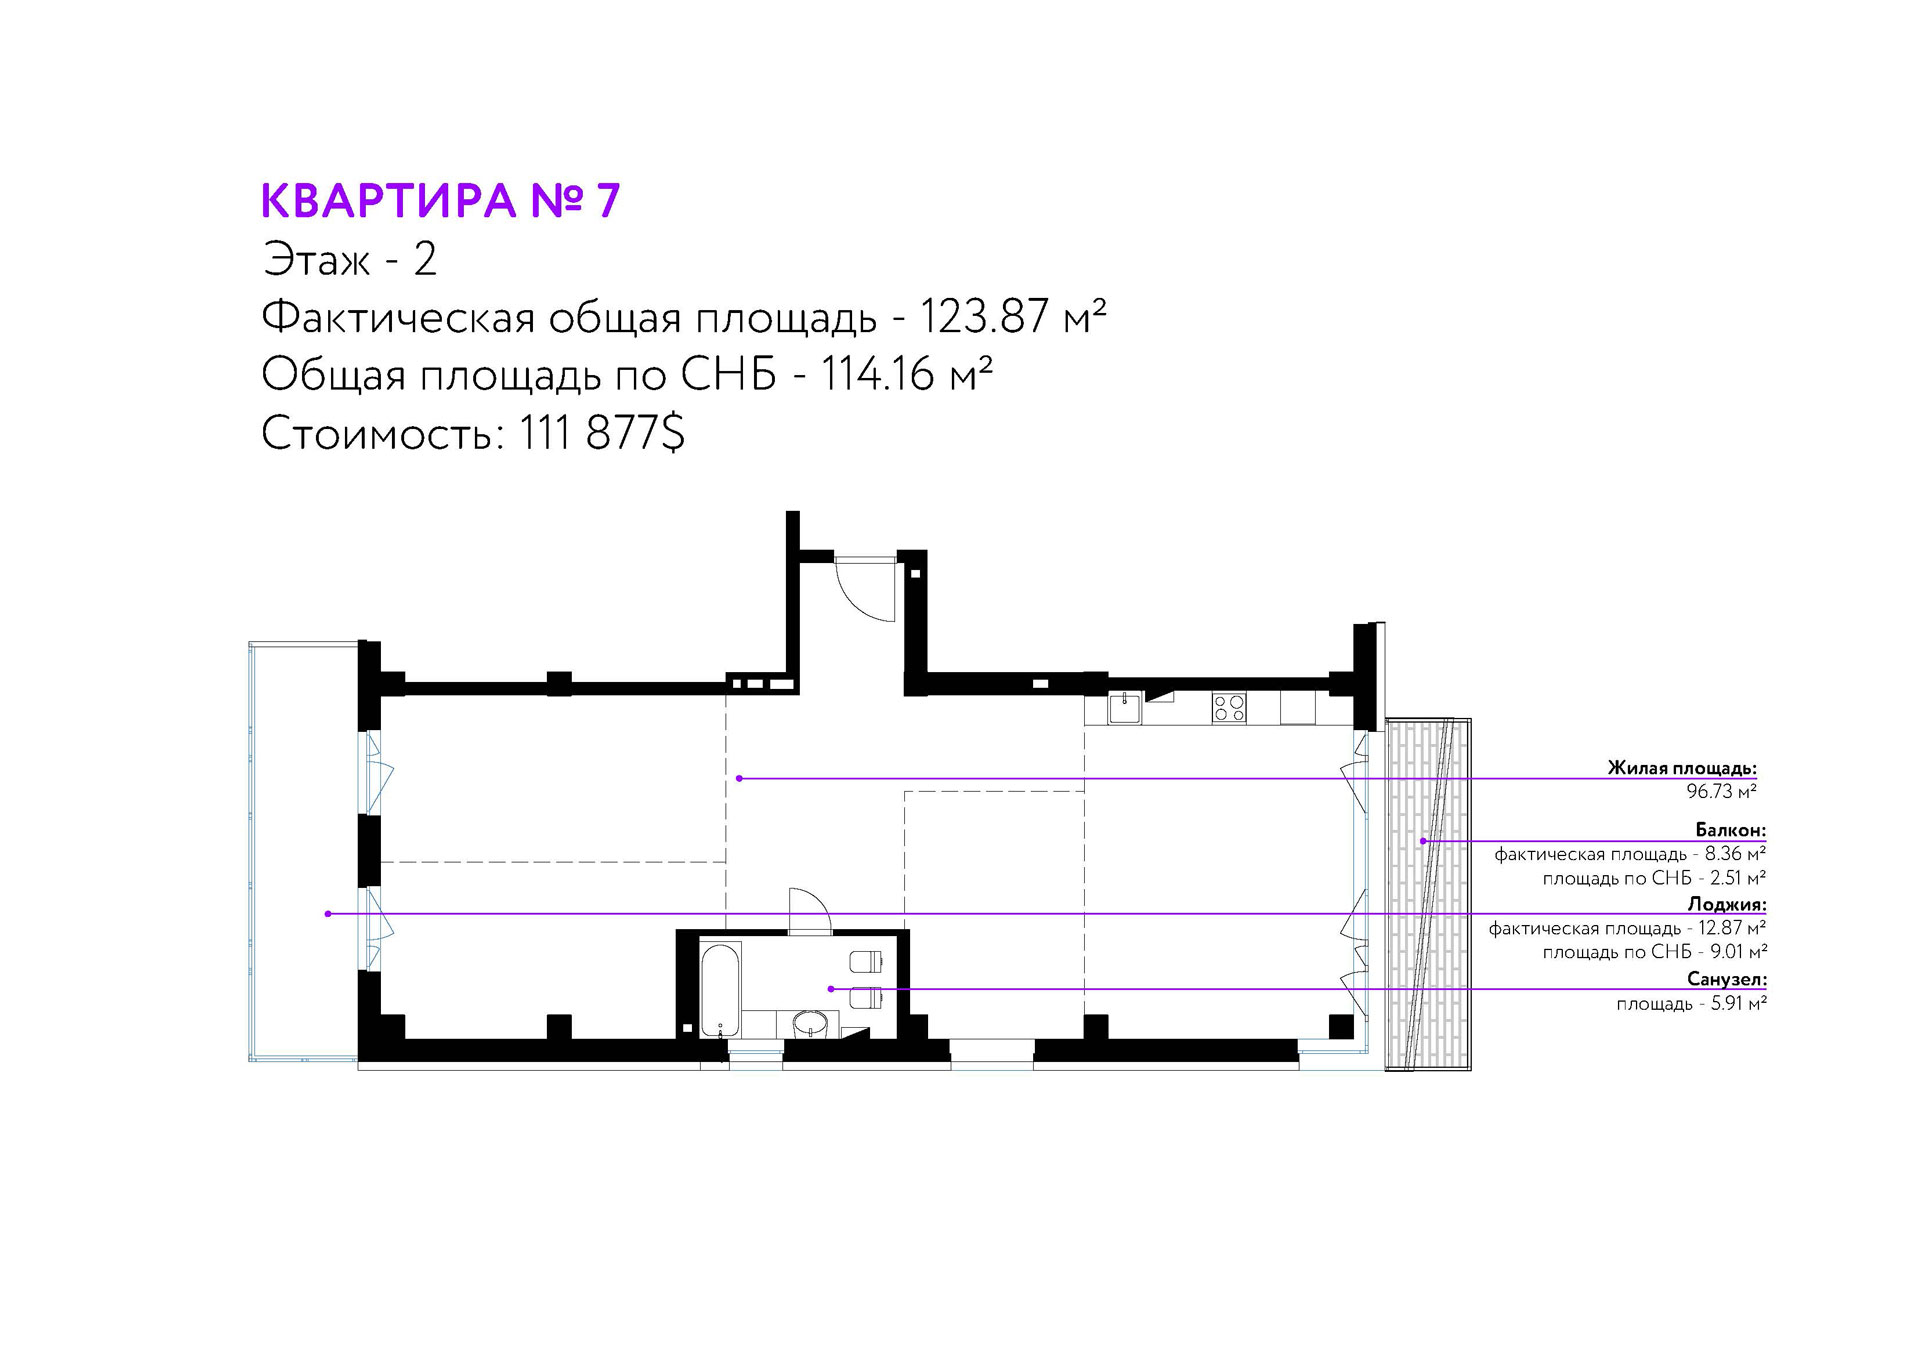 КВАРТИРА № 7
Этаж - 2
Фактическая общая площадь - 123.87 м²
Общая площадь по СНБ - 114.16 м²
Стоимость: 111 877$
Жилая площадь:
96.73 м²
Балкон:
фактическая площадь - 8.36 м²
площадь по СНБ - 2.51 м²
Лоджия:
фактическая площадь - 12.87 м²
площадь по СНБ - 9.01 м²
Санузел:
площадь - 5.91 м²